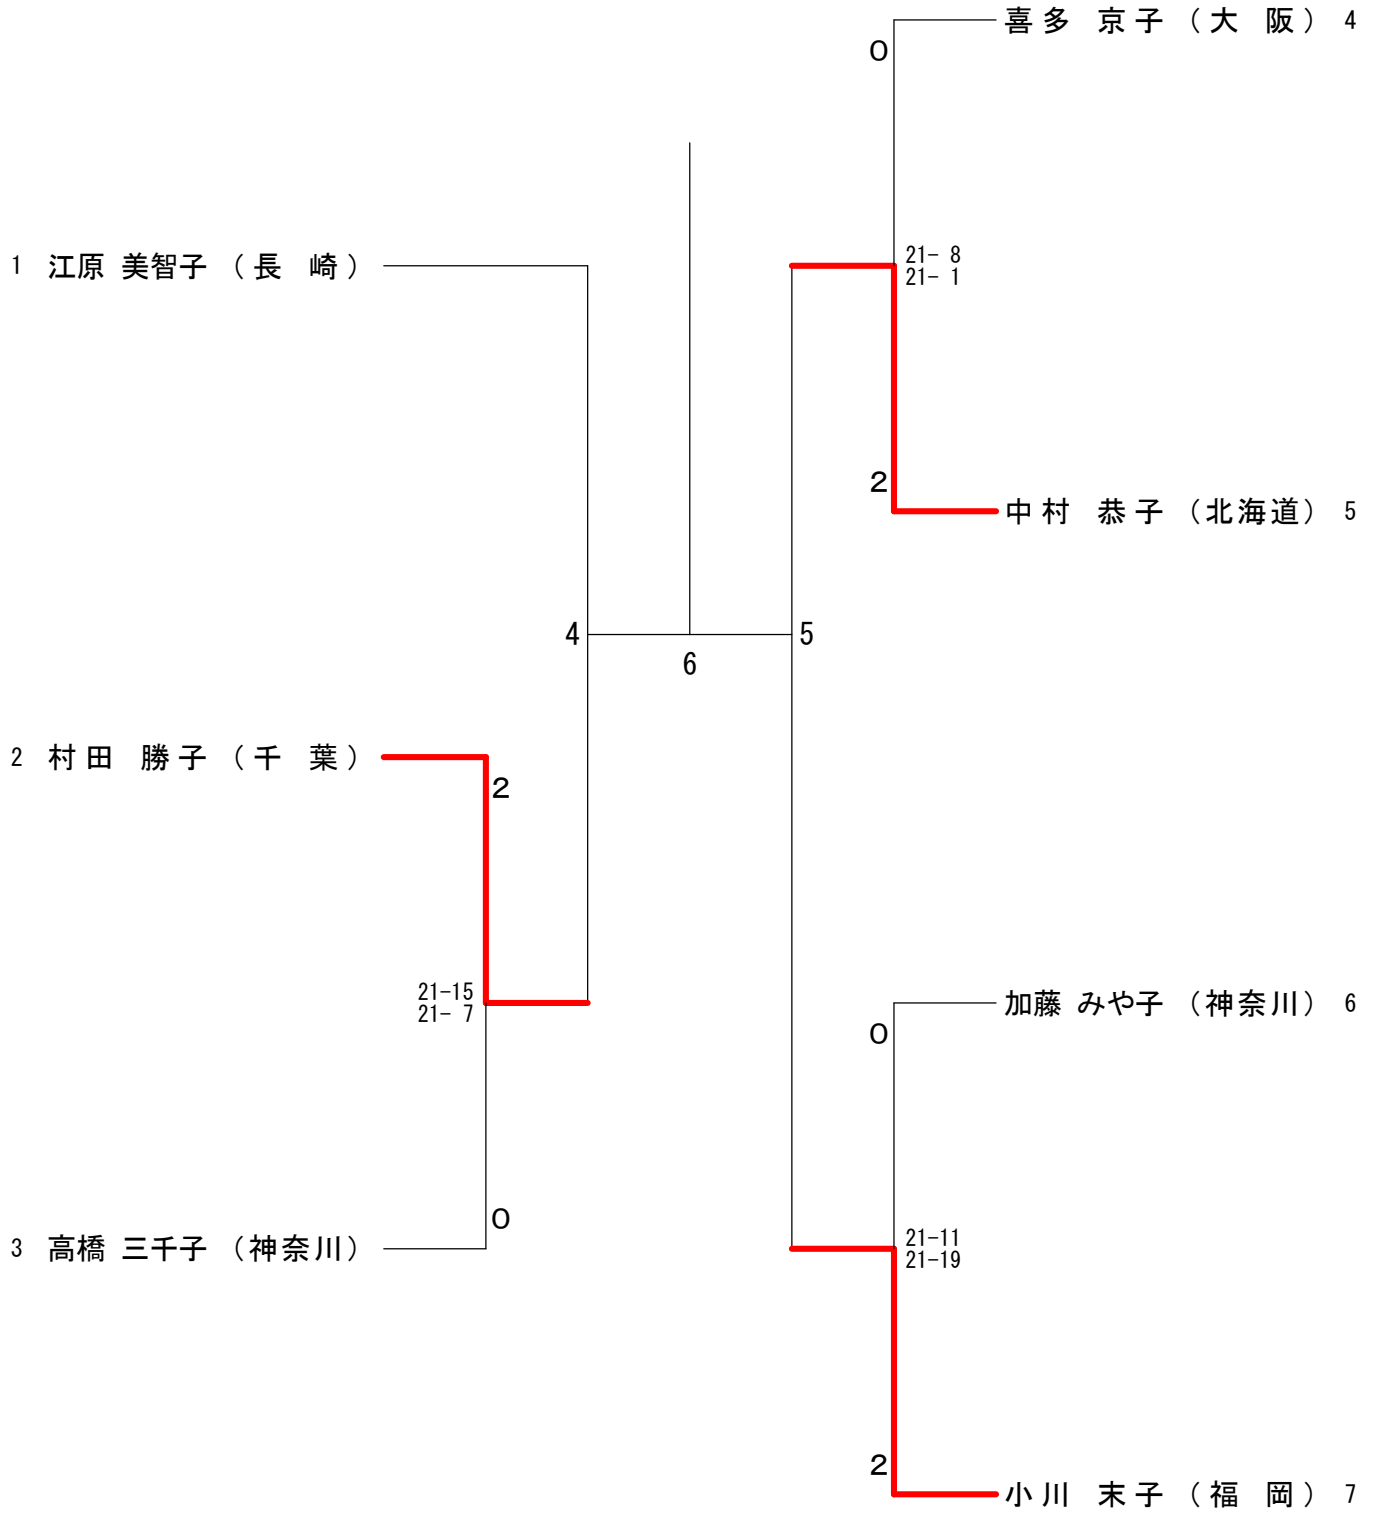 喜多 京子 (大 阪) 4
0
21- 8
21- 1
1 江原 美智子 (長 崎)
2
中村 恭子 (北海道) 5
4
5
6
2 村田 勝子 (千 葉)
2
21-15
21- 7
加藤 みや子 (神奈川) 6
0
0
3 高橋 三千子 (神奈川)
21-11
21-19
2
小川 末子 (福 岡) 7